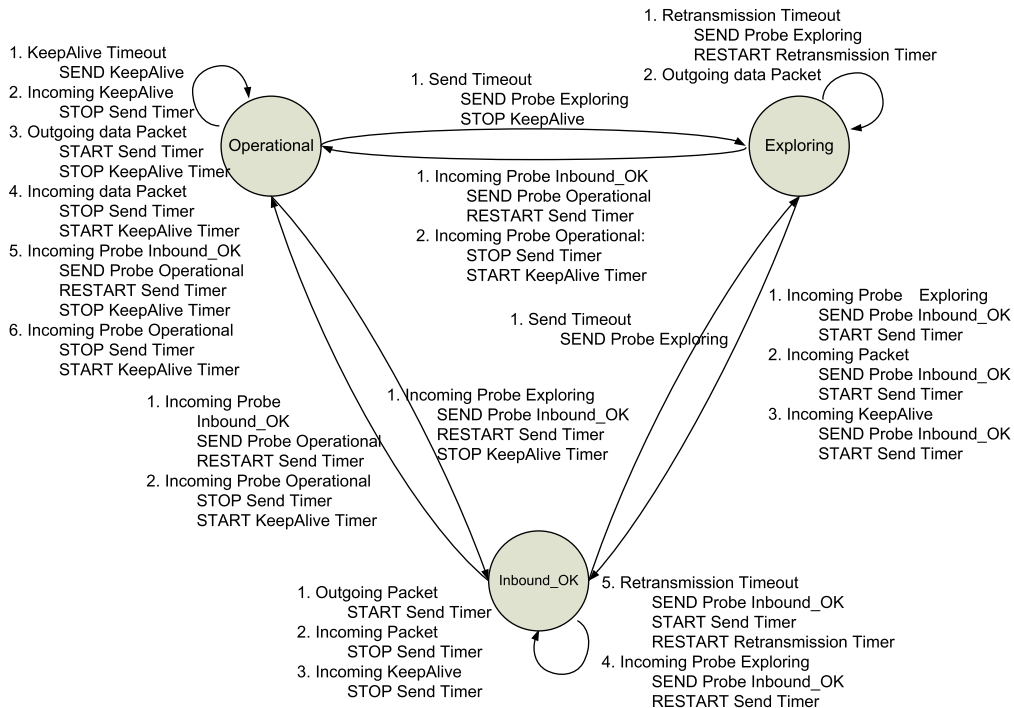 1. KeepAlive Timeout
SEND KeepAlive
2. Incoming KeepAlive
STOP Send Timer
3. Outgoing data Packet
START Send Timer
STOP KeepAlive Timer
4. Incoming data Packet
STOP Send Timer
START KeepAlive Timer
5. Incoming Probe Inbound_OK
SEND Probe Operational
RESTART Send Timer
STOP KeepAlive Timer
6. Incoming Probe Operational
STOP Send Timer
START KeepAlive Timer
Operational
1. Send Timeout
SEND Probe Exploring
STOP KeepAlive
1. Incoming Probe Inbound_OK
SEND Probe Operational
RESTART Send Timer
2. Incoming Probe Operational:
STOP Send Timer
START KeepAlive Timer
1. Retransmission Timeout
SEND Probe Exploring
RESTART Retransmission Timer
2. Outgoing data Packet
Exploring
1. Send Timeout
SEND Probe Exploring
1. Incoming Probe Exploring
SEND Probe Inbound_OK
START Send Timer
2. Incoming Packet
SEND Probe Inbound_OK
START Send Timer
3. Incoming KeepAlive
SEND Probe Inbound_OK
START Send Timer
1. Incoming Probe
Inbound_OK
SEND Probe Operational
RESTART Send Timer
2. Incoming Probe Operational
STOP Send Timer
START KeepAlive Timer
1. Incoming Probe Exploring
SEND Probe Inbound_OK
RESTART Send Timer
STOP KeepAlive Timer
Inbound_OK
1. Outgoing Packet
START Send Timer
2. Incoming Packet
STOP Send Timer
3. Incoming KeepAlive
STOP Send Timer
5. Retransmission Timeout
SEND Probe Inbound_OK
START Send Timer
RESTART Retransmission Timer
4. Incoming Probe Exploring
SEND Probe Inbound_OK
RESTART Send Timer